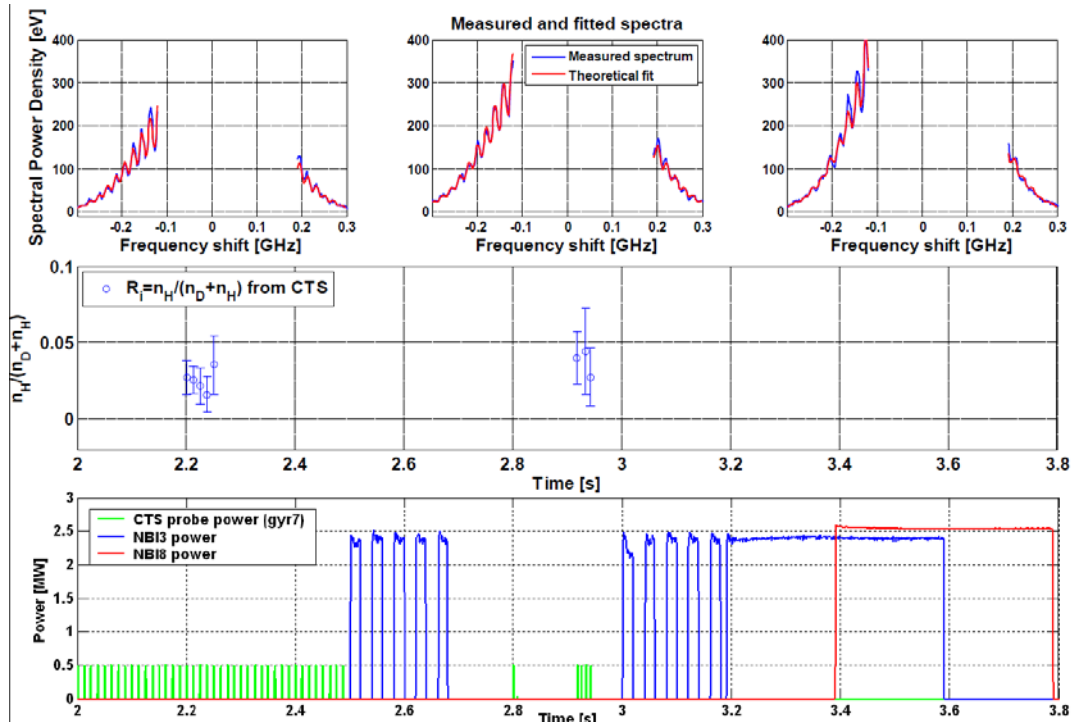 Measured and fitted spectra
Spectral Power Density [eV]
400
300
200
100
0
-0.2 -0.1 0 0.1 0.2 0.3
Frequency shift [GHz]
400
300
200
100
0
Measured spectrum
Theoretical fit
-0.2 -0.1 0 0.1 0.2 0.3
Frequency shift [GHz]
400
300
200
100
0
-0.2 -0.1 0 0.1 0.2 0.3
Frequency shift [GHz]
n_H/(n_D+n_H)
0.1
0.05
0
R_i=n_H/(n_D+n_H) from CTS
2 2.2 2.4 2.6 2.8 3 3.2 3.4 3.6 3.8
Time [s]
Power [MW]
3
2.5
2
1.5
1
0.5
0
CTS probe power (gyr7)
NBI3 power
NBI8 power
2 2.2 2.4 2.6 2.8 3 3.2 3.4 3.6 3.8
Time [s]